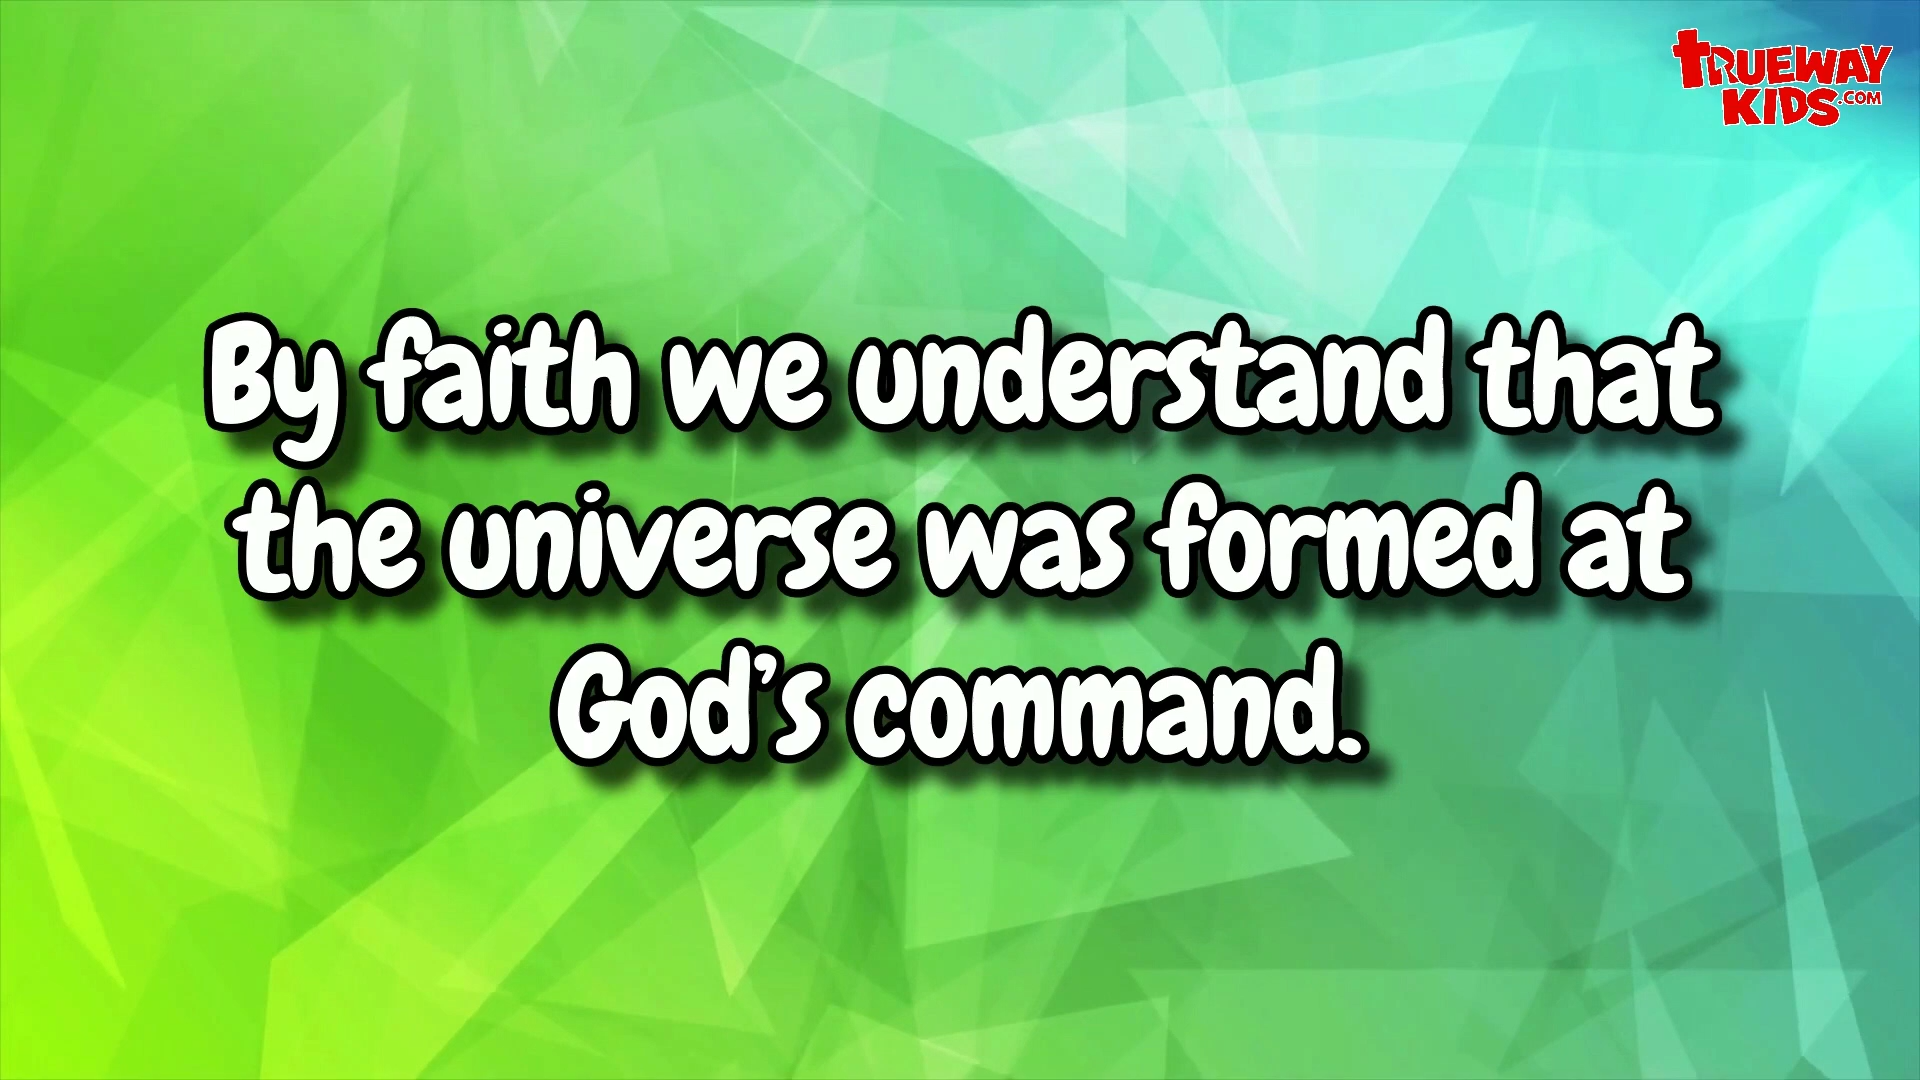 TRUEWAY
KIDS.COM
By faith we understand that
the universe was formed at
God’s command.